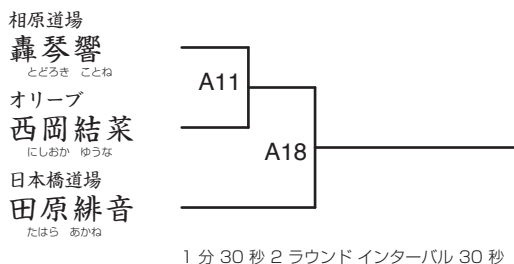 相原道場
轟琴響
とどろき ことね
A11
オリーブ
西岡結菜
にしおか ゆうな
A18
日本橋道場
田原緋音
たはら あかね
1 分 30 秒 2 ラウンド インターバル 30 秒